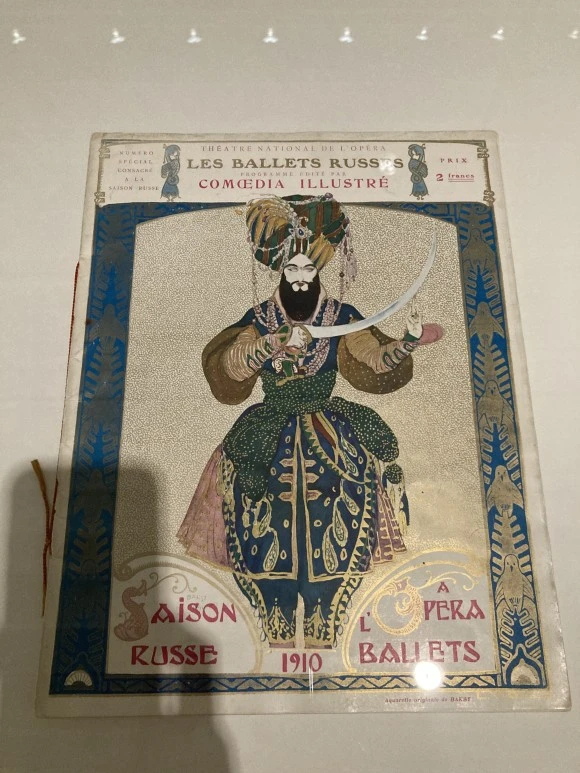 THÉATRE NATIONAL DE L'OPÉRA
LES BALLETS RUSSES
PROGRAMME ÉDITÉ PAR
COMŒDIA ILLUSTRÉ
NUMÉRO
SPÉCIAL
CONSACRÉ
A LA
SAISON RUSSE
PRIX
2 francs
SAISON
RUSSE
1910
A
L'OPERA
BALLETS
aquarelle originale de BAKST